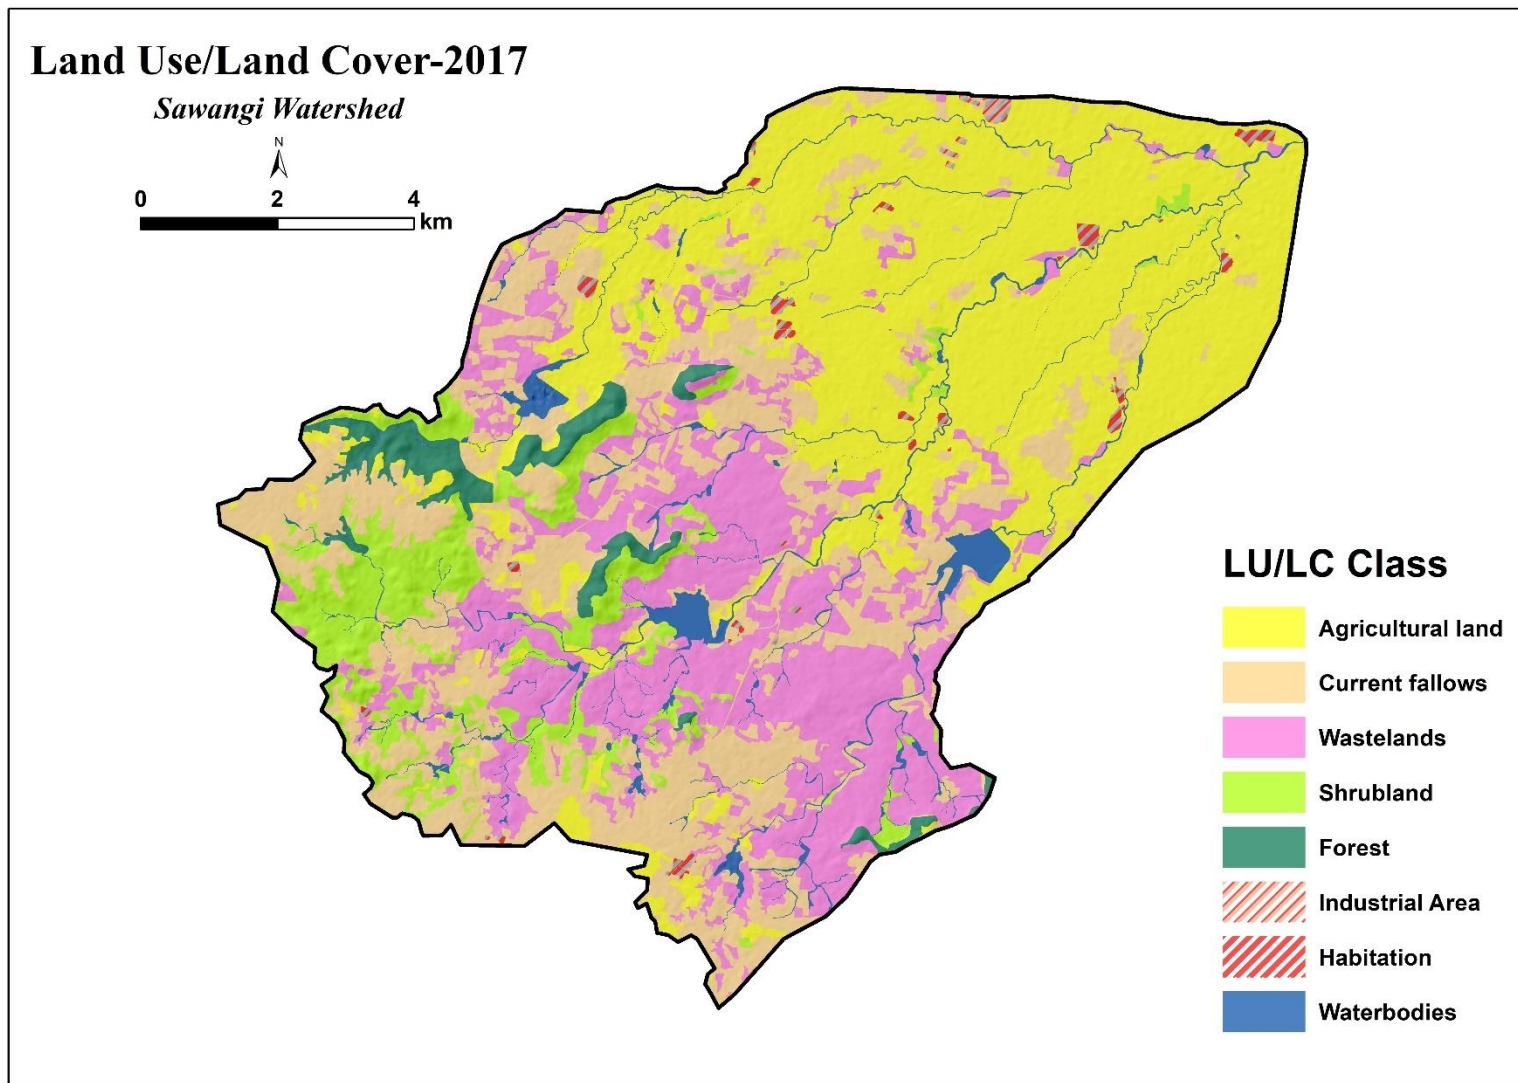 Land Use/Land Cover-2017
Sawangi Watershed
N
0 2 4
km
LU/LC Class
Agricultural land
Current fallows
Wastelands
Shrubland
Forest
Industrial Area
Habitation
Waterbodies